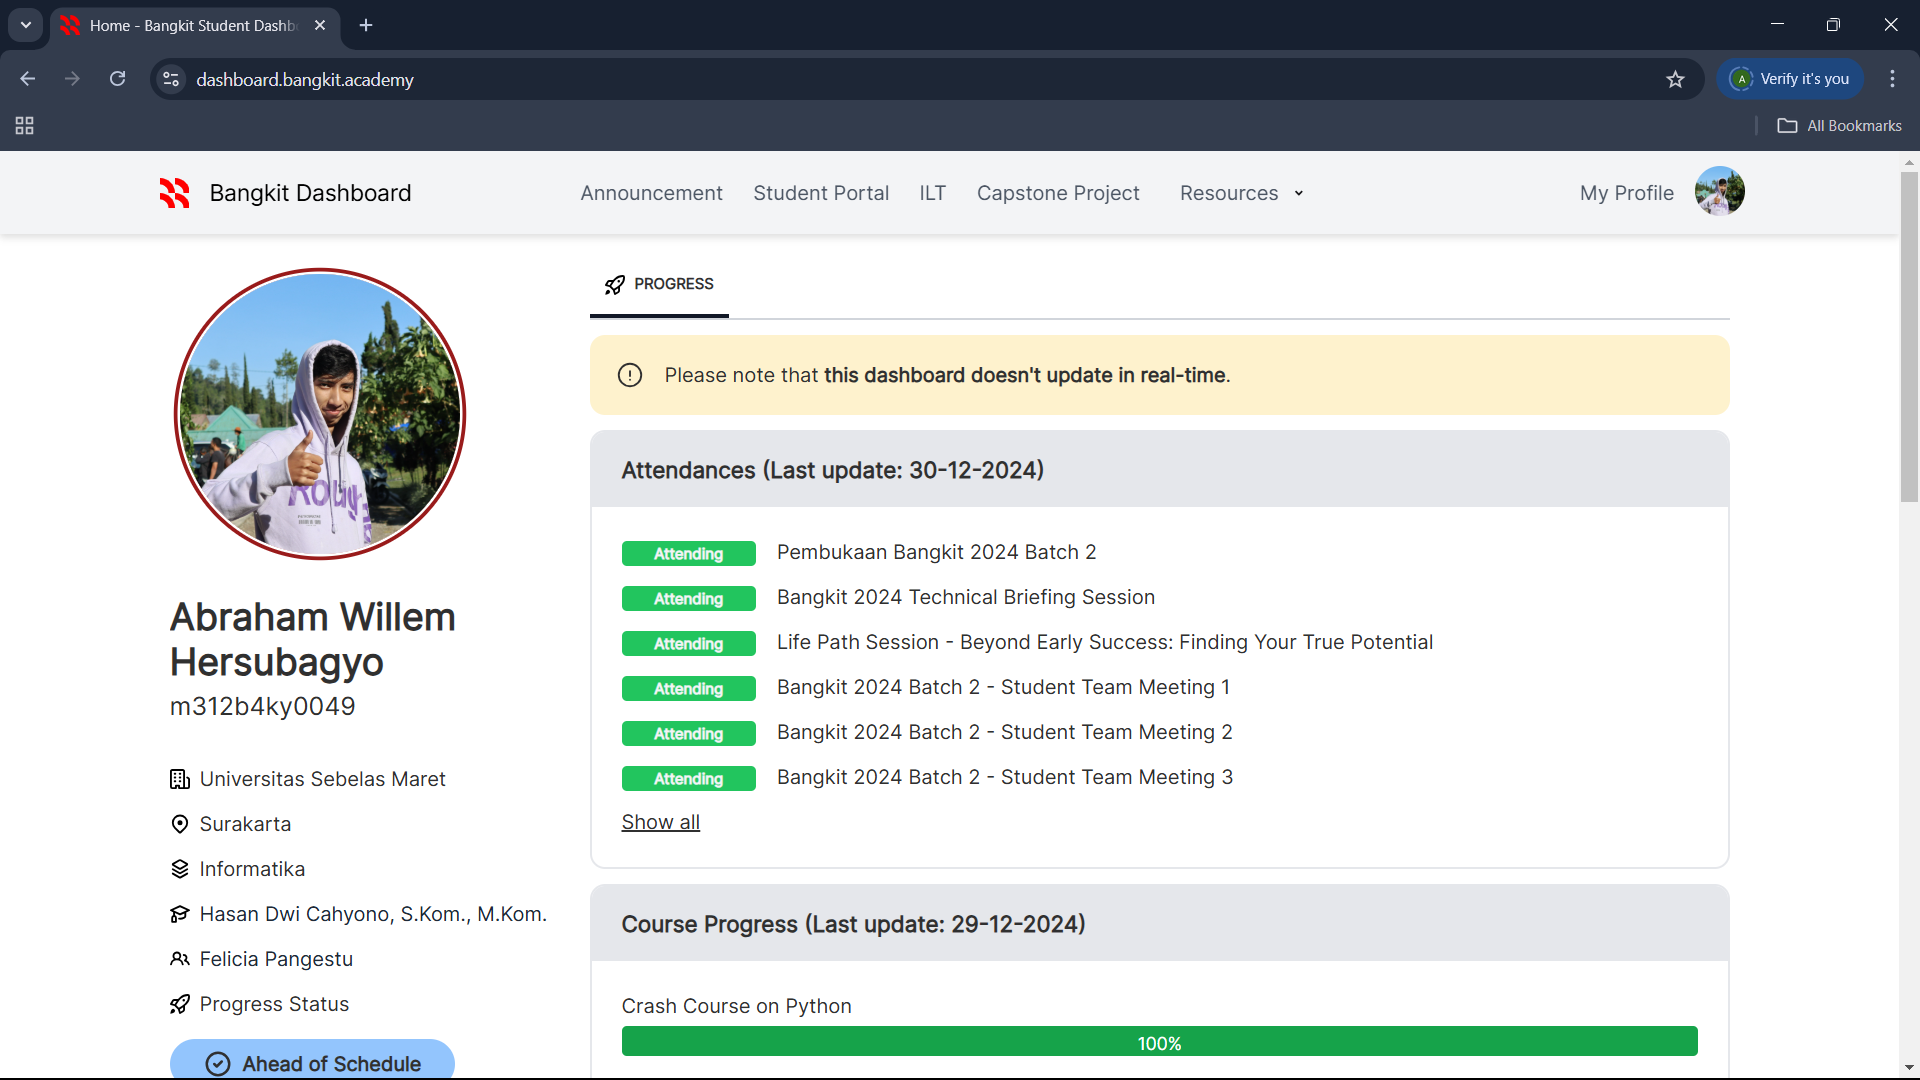 Home - Bangkit Student Dashb
dashboard.bangkit.academy
A
Verify it's you
All Bookmarks
Bangkit Dashboard
Announcement
Student Portal
ILT
Capstone Project
Resources
My Profile
PROGRESS
Please note that this dashboard doesn't update in real-time.
Attendances (Last update: 30-12-2024)
Attending Pembukaan Bangkit 2024 Batch 2
Attending Bangkit 2024 Technical Briefing Session
Attending Life Path Session - Beyond Early Success: Finding Your True Potential
Attending Bangkit 2024 Batch 2 - Student Team Meeting 1
Attending Bangkit 2024 Batch 2 - Student Team Meeting 2
Attending Bangkit 2024 Batch 2 - Student Team Meeting 3
Show all
Abraham Willem
Hersubagyo
m312b4ky0049
Universitas Sebelas Maret
Surakarta
Informatika
Hasan Dwi Cahyono, S.Kom., M.Kom.
Felicia Pangestu
Progress Status
Ahead of Schedule
Course Progress (Last update: 29-12-2024)
Crash Course on Python
100%